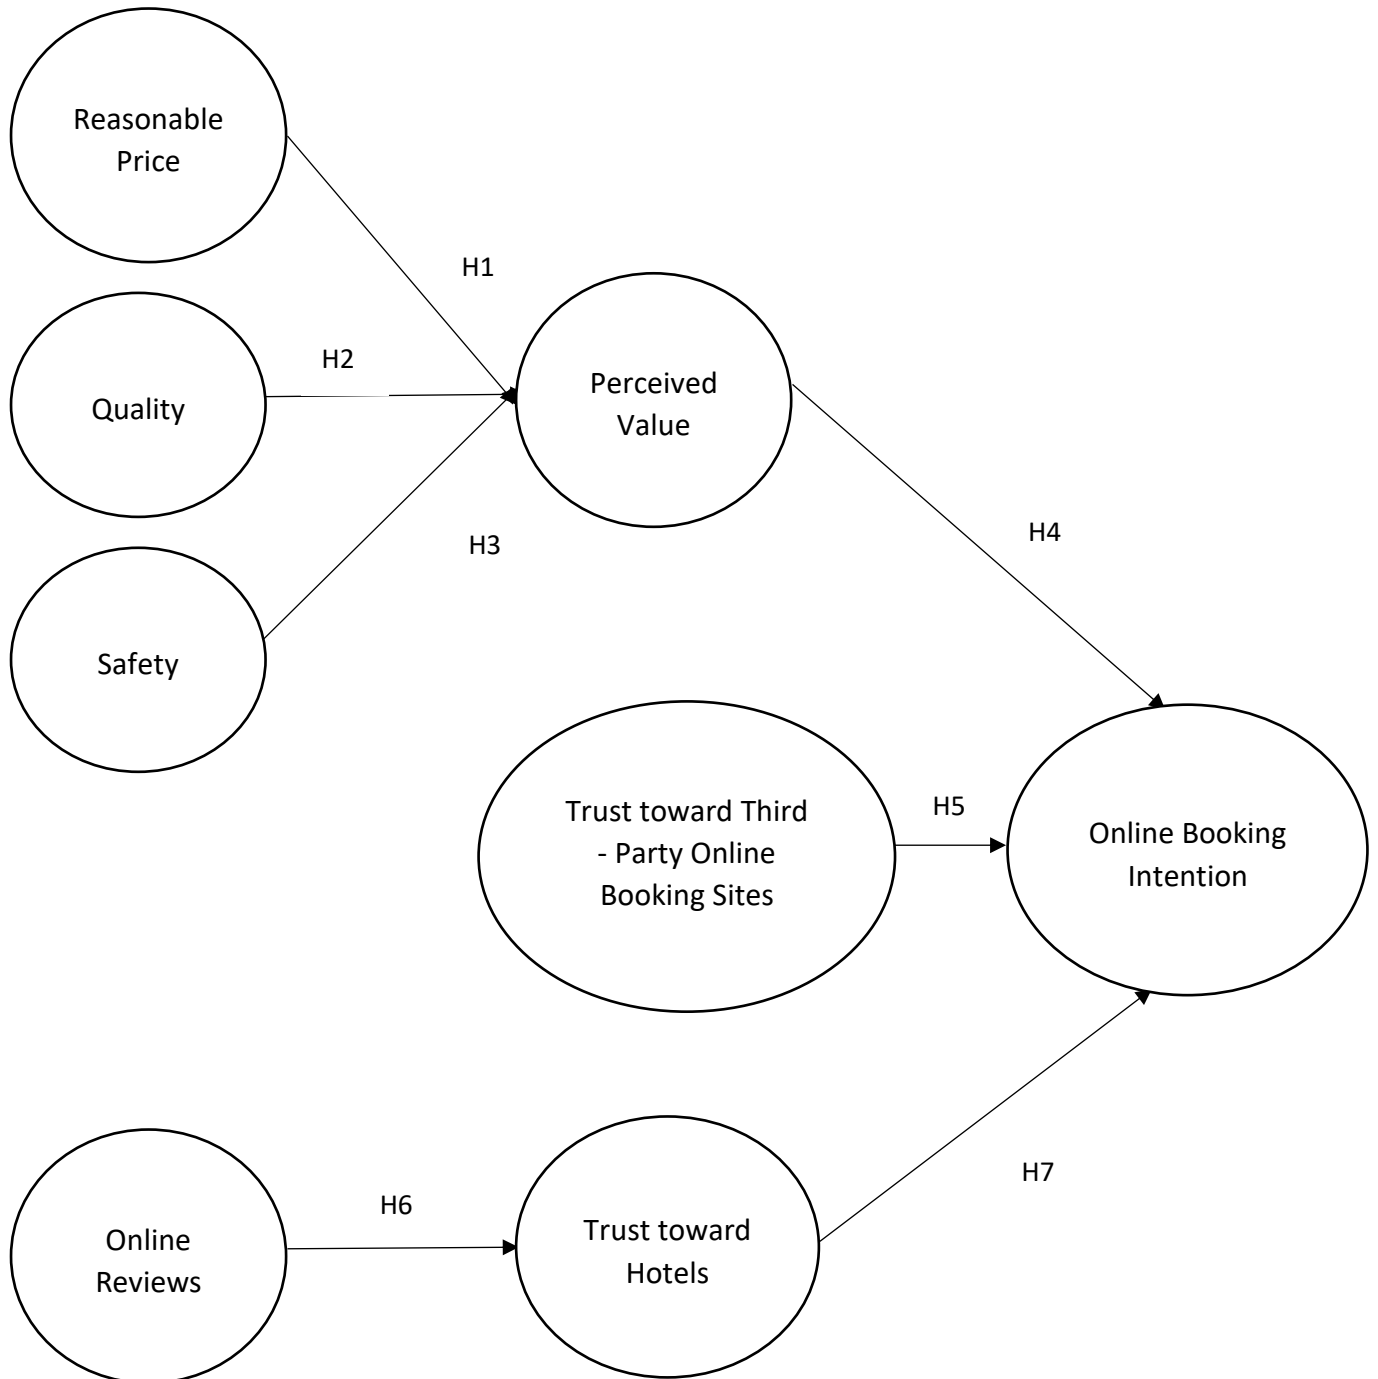 Reasonable
Price
H1
H2
Quality
Perceived
Value
H3
H4
Safety
Trust toward Third
- Party Online
Booking Sites
H5
Online Booking
Intention
H7
Online
Reviews
H6
Trust toward
Hotels